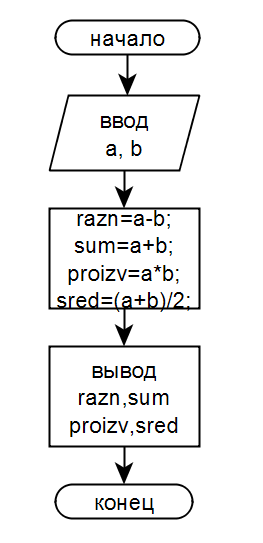 начало
ввод
a, b
razn=a-b;
sum=a+b;
proizv=a*b;
sred=(a+b)/2;
вывод
razn,sum
proizv,sred
конец